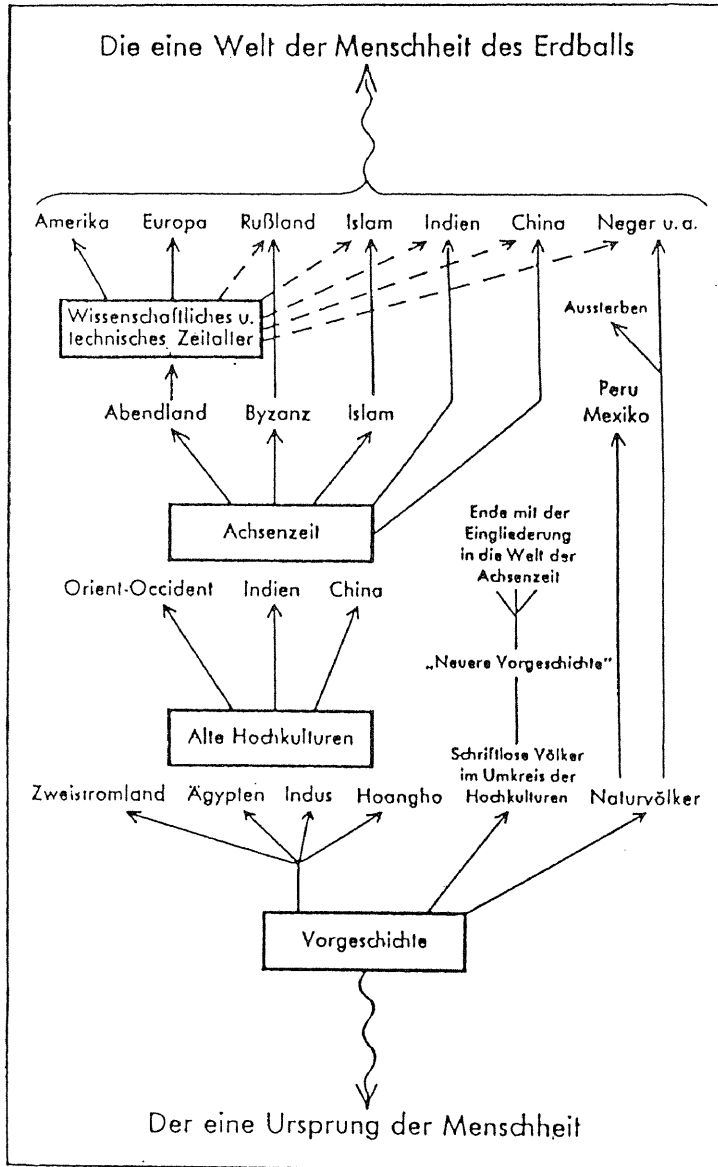 Die eine Welt der Menschheit des Erdballs
Amerika Europa Rußland Islam Indien China Neger u. a.
Wissenschaftliches u.
technisches Zeitalter
Aussterben
Peru
Mexiko
Abendland Byzanz Islam
Achsenzeit
Ende mit der
Eingliederung
in die Welt der
Achsenzeit
Orient-Occident Indien China
„Neuere Vorgeschichte"
Alte Hochkulturen
Schriftlose Völker
im Umkreis der
Hochkulturen
Zweistromland Ägypten Indus Hoangho Naturvölker
Vorgeschichte
Der eine Ursprung der Menschheit